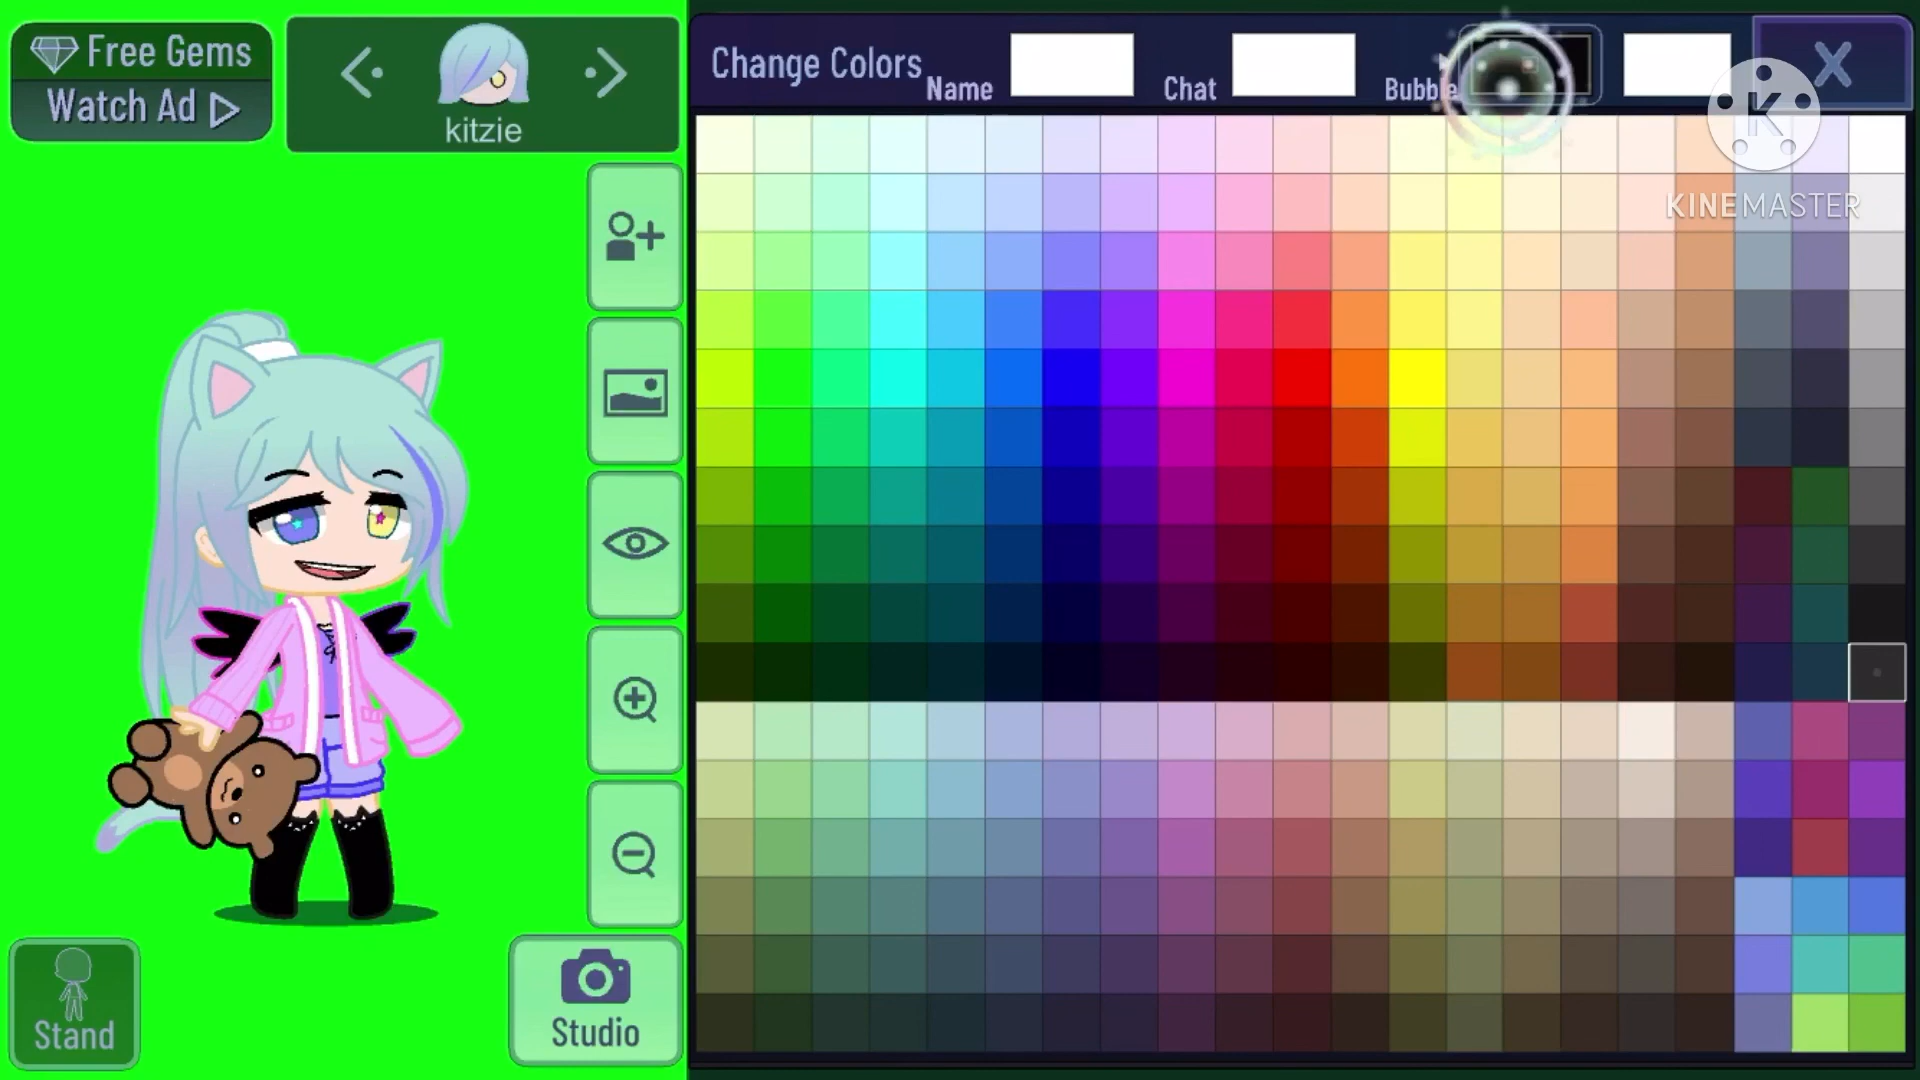 Free Gems
Watch Ad
kitzie
Change Colors
Name
Chat
Bubble
X
K
KINEMASTER
Stand
Studio